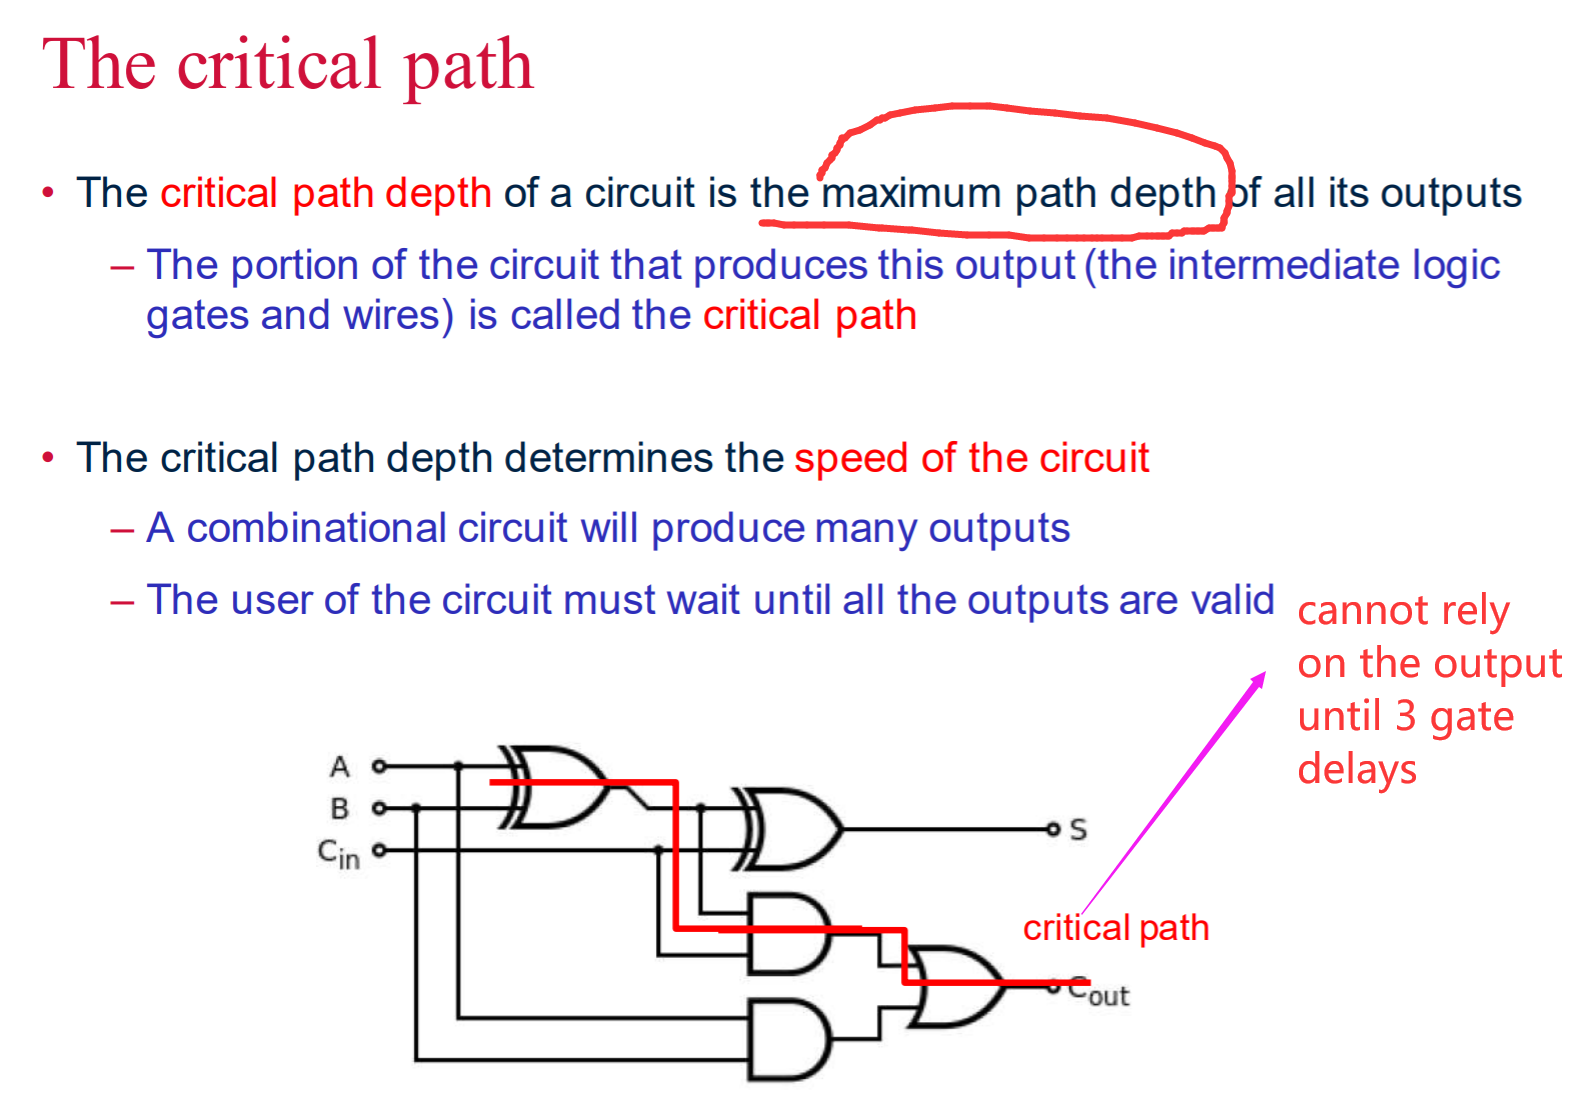 The critical path
• The critical path depth of a circuit is the maximum path depth of all its outputs
– The portion of the circuit that produces this output (the intermediate logic
gates and wires) is called the critical path
• The critical path depth determines the speed of the circuit
– A combinational circuit will produce many outputs
– The user of the circuit must wait until all the outputs are valid
cannot rely
on the output
until 3 gate
delays
A
B
Cin
S
critical path
Cout